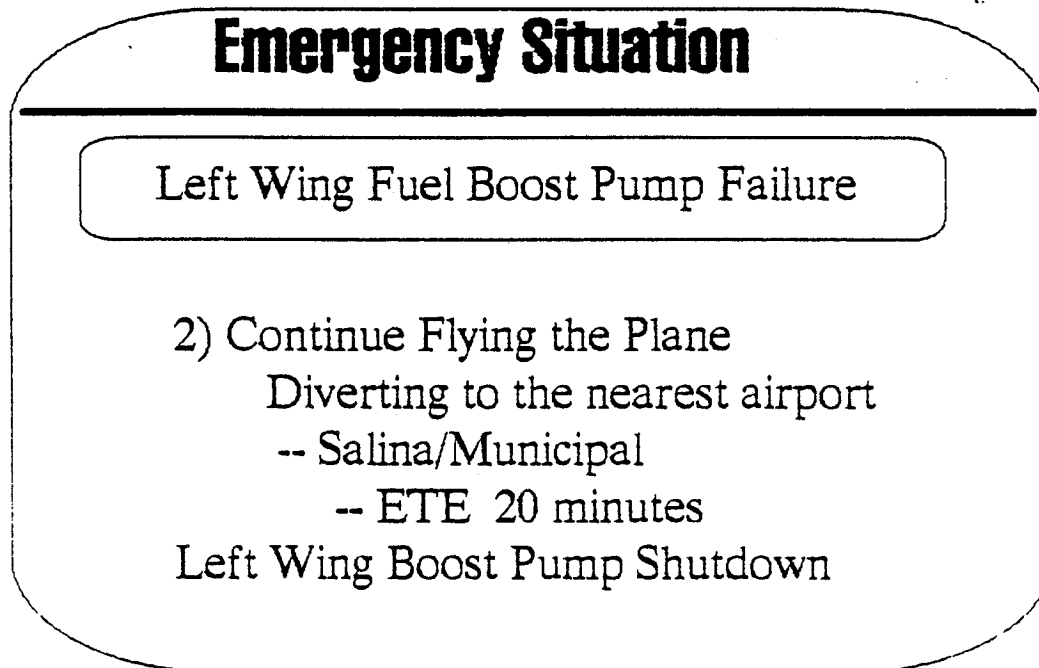 Emergency Situation
Left Wing Fuel Boost Pump Failure
2) Continue Flying the Plane
Diverting to the nearest airport
-- Salina/Municipal
-- ETE 20 minutes
Left Wing Boost Pump Shutdown